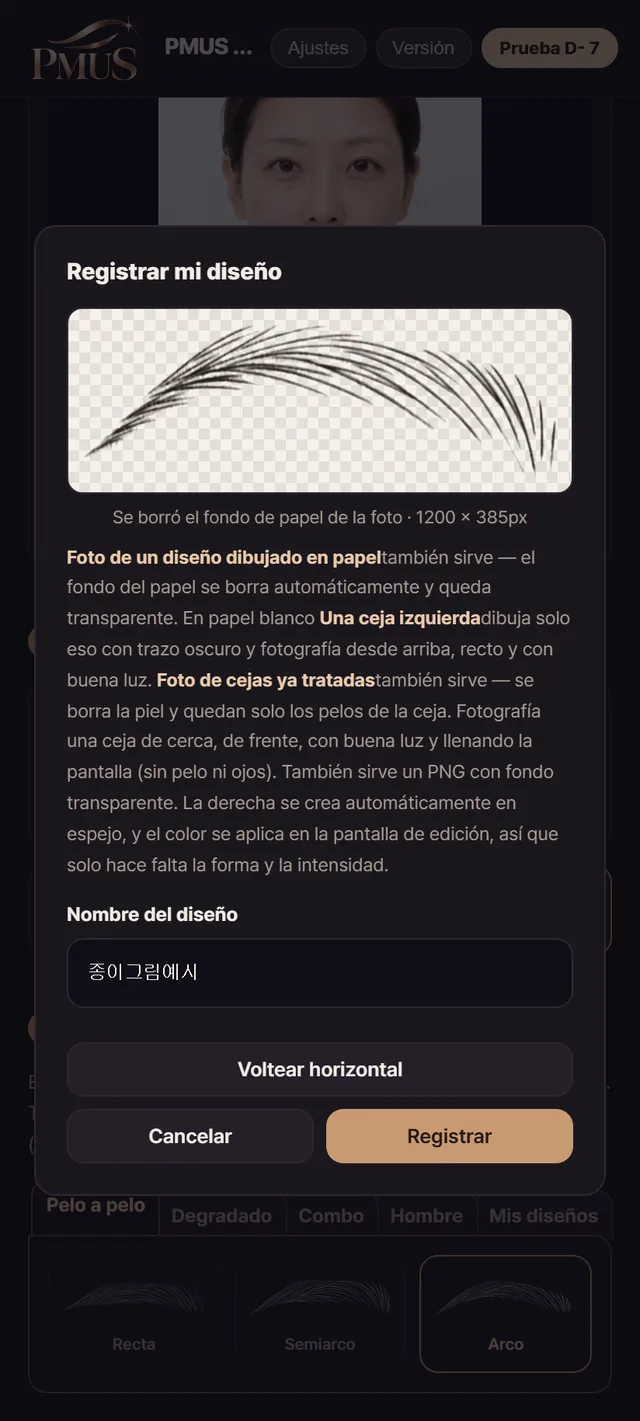 PMUS
PMUS ...
Ajustes
Versión
Prueba D- 7
Registrar mi diseño
Se borró el fondo de papel de la foto · 1200 × 385px
Foto de un diseño dibujado en papeltambién sirve — el
fondo del papel se borra automáticamente y queda
transparente. En papel blanco Una ceja izquierdadibuja solo
eso con trazo oscuro y fotografía desde arriba, recto y con
buena luz. Foto de cejas ya tratadastambién sirve — se
borra la piel y quedan solo los pelos de la ceja. Fotografía
una ceja de cerca, de frente, con buena luz y llenando la
pantalla (sin pelo ni ojos). También sirve un PNG con fondo
transparente. La derecha se crea automáticamente en
espejo, y el color se aplica en la pantalla de edición, así que
solo hace falta la forma y la intensidad.
Nombre del diseño
종이그림예시
Voltear horizontal
Cancelar
Registrar
Pelo a pelo
Degradado
Combo
Hombre
Mis diseños
Recta
Semiarco
Arco